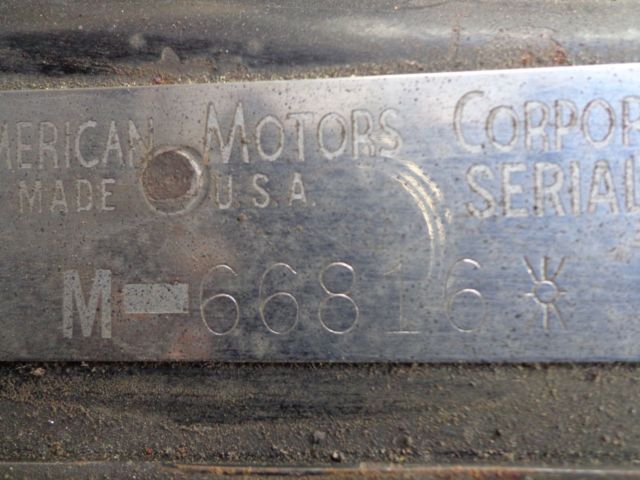 MERICAN MOTORS CORPOR
MADE U.S.A. SERIAL
M-66816